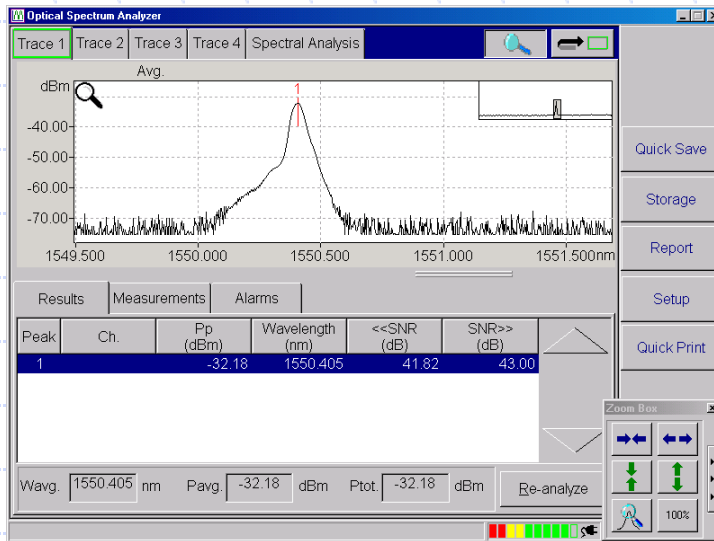 Optical Spectrum Analyzer
Trace 1 Trace 2 Trace 3 Trace 4 Spectral Analysis
Avg.
dBm
1
-40.00
-50.00
-60.00
-70.00
1549.500 1550.000 1550.500 1551.000 1551.500nm
Quick Save
Storage
Report
Setup
Quick Print
Results Measurements Alarms
Peak Ch. Pp (dBm) Wavelength (nm) <<SNR (dB) SNR>> (dB)
1 -32.18 1550.405 41.82 43.00
Wavg. 1550.405 nm Pavg. -32.18 dBm Ptot. -32.18 dBm Re-analyze
Zoom Box
100%